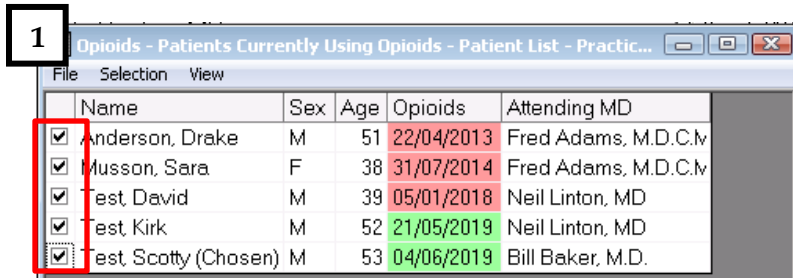 1
Opioids - Patients Currently Using Opioids - Patient List - Practic...
File Selection View
Name Sex Age Opioids Attending MD
Anderson, Drake M 51 22/04/2013 Fred Adams, M.D.C.M
Musson, Sara F 38 31/07/2014 Fred Adams, M.D.C.M
Test, David M 39 05/01/2018 Neil Linton, MD
Test, Kirk M 52 21/05/2019 Neil Linton, MD
Test, Scotty (Chosen) M 53 04/06/2019 Bill Baker, M.D.